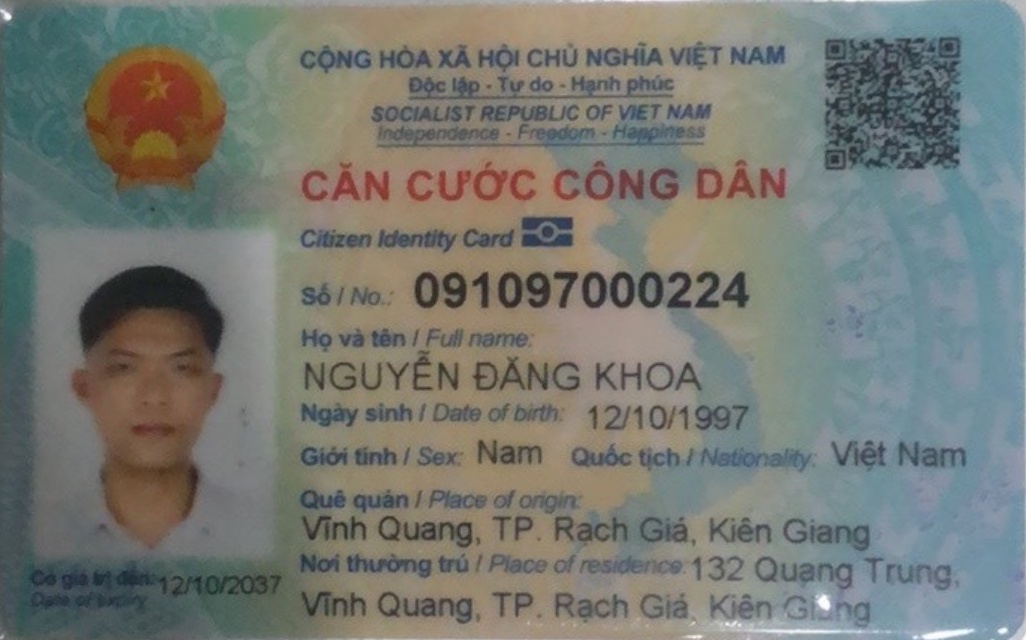 CỘNG HÒA XÃ HỘI CHỦ NGHĨA VIỆT NAM
Độc lập - Tự do - Hạnh phúc
SOCIALIST REPUBLIC OF VIET NAM
Independence - Freedom - Happiness
CĂN CƯỚC CÔNG DÂN
Citizen Identity Card
Số / No.: 091097000224
Họ và tên / Full name:
NGUYỄN ĐĂNG KHOA
Ngày sinh / Date of birth: 12/10/1997
Giới tính / Sex: Nam Quốc tịch / Nationality: Việt Nam
Quê quán / Place of origin:
Vĩnh Quang, TP. Rạch Giá, Kiên Giang
Nơi thường trú / Place of residence: 132 Quang Trung,
Vĩnh Quang, TP. Rạch Giá, Kiên Giang
Có giá trị đến: 12/10/2037
Date of expiry